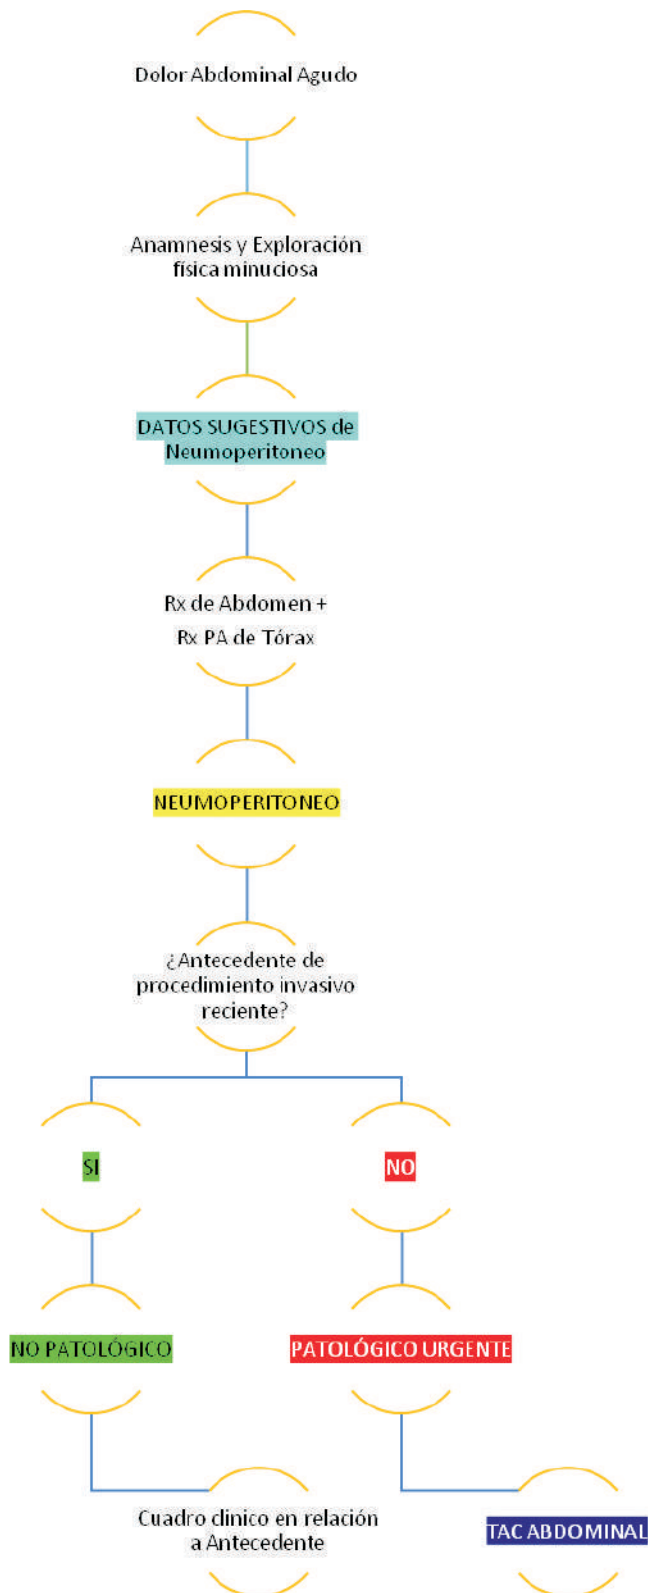 Dolor Abdominal Agudo
Anamnesis y Exploración
física minuciosa
DATOS SUGESTIVOS de
Neumoperitoneo
Rx de Abdomen +
Rx PA de Tórax
NEUMOPERITONEO
¿Antecedente de
procedimiento invasivo
reciente?
SI
NO
NO PATOLÓGICO
PATOLÓGICO URGENTE
Cuadro clinico en relación
a Antecedente
TAC ABDOMINAL